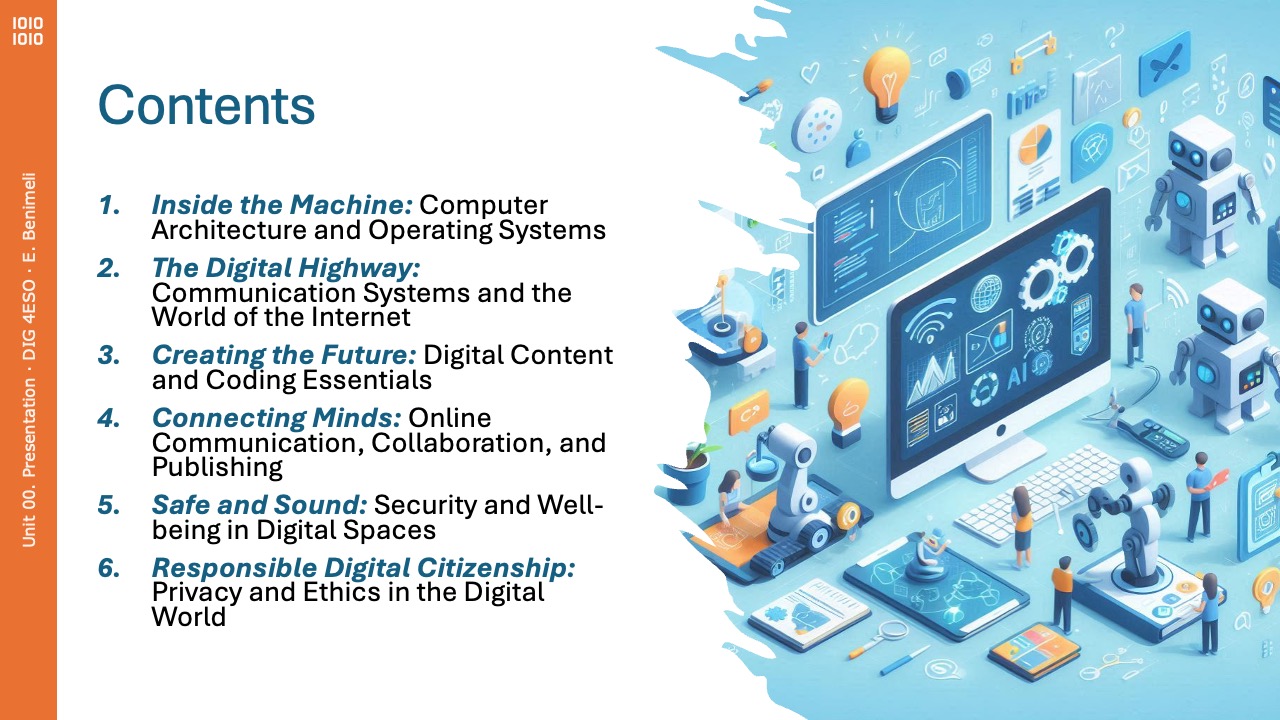 1010
1010
Unit 00. Presentation · DIG 4ESO · E. Benimeli
Contents
1. Inside the Machine: Computer
Architecture and Operating Systems
2. The Digital Highway:
Communication Systems and the
World of the Internet
3. Creating the Future: Digital Content
and Coding Essentials
4. Connecting Minds: Online
Communication, Collaboration, and
Publishing
5. Safe and Sound: Security and Well-
being in Digital Spaces
6. Responsible Digital Citizenship:
Privacy and Ethics in the Digital
World
AI